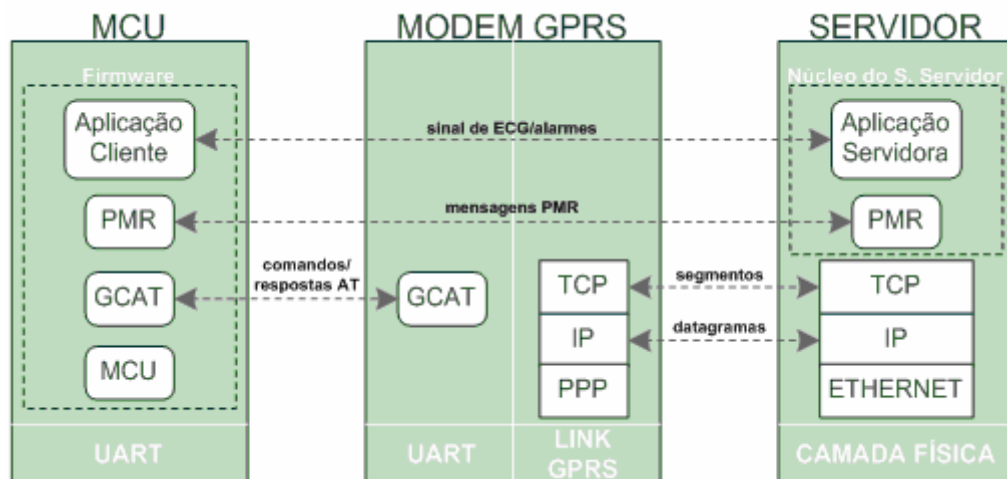 MCU
MODEM GPRS
SERVIDOR
Firmware
Núcleo do S. Servidor
Aplicação
Cliente
sinal de ECG/alarmes
Aplicação
Servidora
PMR
mensagens PMR
PMR
comandos/
respostas AT
GCAT
GCAT
TCP
segmentos
TCP
IP
datagramas
IP
MCU
PPP
ETHERNET
UART
UART
LINK
GPRS
CAMADA FÍSICA